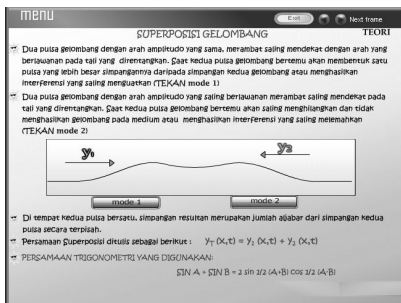 menu
Exit Next frame
SUPERPOSISI GELOMBANG TEORI
Dua pulsa gelombang dengan arah amplitudo yang sama, merambat saling mendekat dengan arah yang
berlawanan pada tali yang direntangkan. Saat kedua pulsa gelombang bertemu akan membentuk satu
pulsa yang lebih besar simpangannya daripada simpangan kedua gelombang atau menghasilkan
interferensi yang saling menguatkan (TEKAN mode 1)
Dua pulsa gelombang dengan arah amplitudo yang saling berlawanan saling mendekat pada
tali yang direntangkan. Saat kedua pulsa gelombang bertemu akan saling menghilangkan dan tidak
menghasilkan gelombang pada medium atau menghasilkan interferensi yang saling melemahkan
(TEKAN mode 2)
y₁ y₂
mode 1 mode 2
Di tempat kedua pulsa bersatu, simpangan resultan merupakan jumlah aljabar dari simpangan kedua
pulsa secara terpisah.
Persamaan Superposisi ditulis sebagai berikut : y_T (x,t) = y₁ (x,t) + y₂ (x,t)
PERSAMAAN TRIGONOMETRI YANG DIGUNAKAN:
SIN A + SIN B = 2 sin 1/2 (A+B) cos 1/2 (A-B)